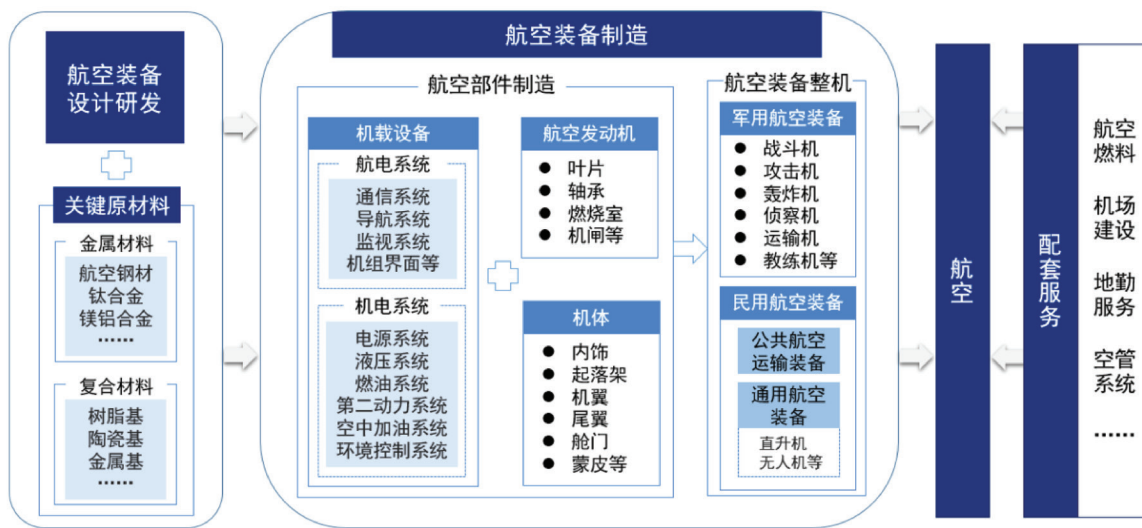 航空装备
设计研发
关键原材料
金属材料
航空钢材
钛合金
镁铝合金
……
复合材料
树脂基
陶瓷基
金属基
……
航空装备制造
航空部件制造
机载设备
航电系统
通信系统
导航系统
监视系统
机组界面等
机电系统
电源系统
液压系统
燃油系统
第二动力系统
空中加油系统
环境控制系统
航空发动机
● 叶片
● 轴承
● 燃烧室
● 机闸等
机体
● 内饰
● 起落架
● 机翼
● 尾翼
● 舱门
● 蒙皮等
航空装备整机
军用航空装备
● 战斗机
● 攻击机
● 轰炸机
● 侦察机
● 运输机
● 教练机等
民用航空装备
公共航空
运输装备
通用航空
装备
直升机
无人机等
航空
配套服务
航空
燃料
机场
建设
地勤
服务
空管
系统
……